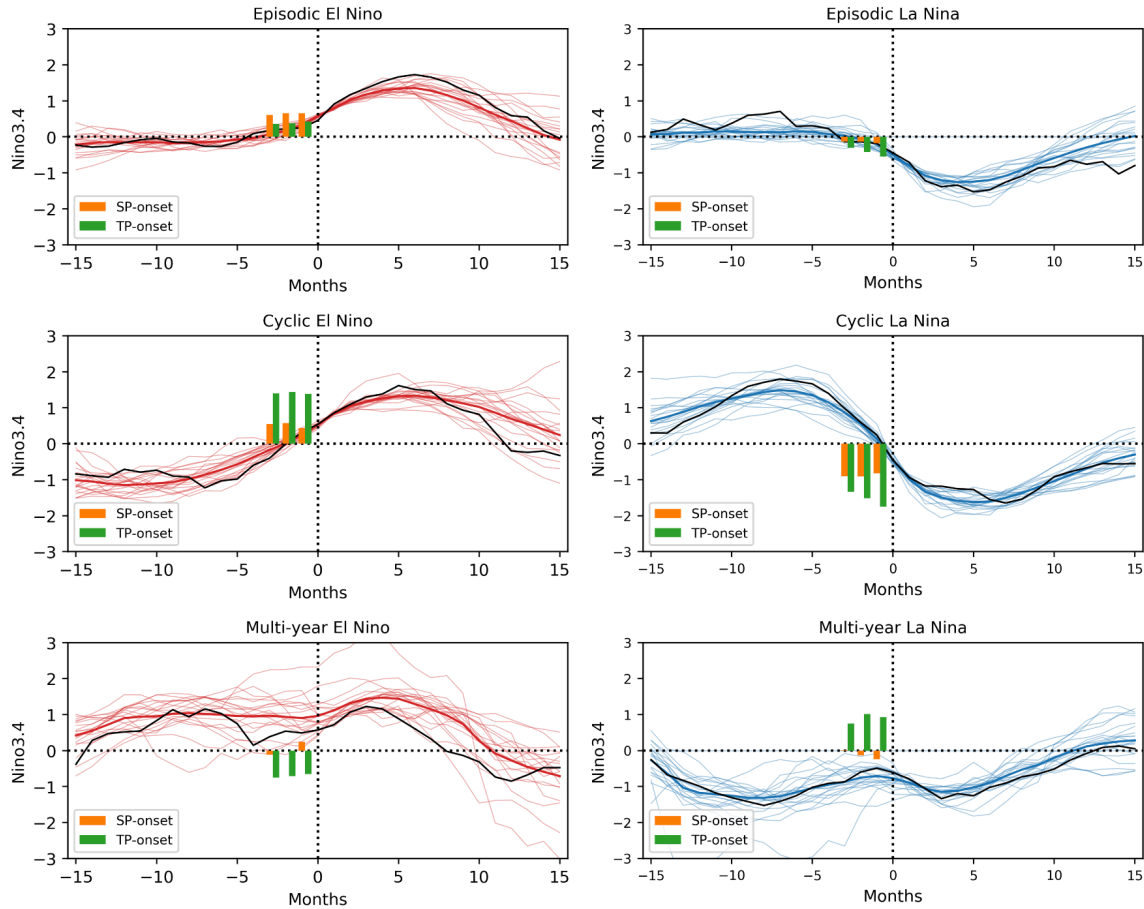 Episodic El Nino
3
2
1
0
−1
−2
−3
Nino3.4
SP-onset
TP-onset
−15 −10 −5 0 5 10 15
Months
Episodic La Nina
3
2
1
0
−1
−2
−3
Nino3.4
SP-onset
TP-onset
−15 −10 −5 0 5 10 15
Months
Cyclic El Nino
3
2
1
0
−1
−2
−3
Nino3.4
SP-onset
TP-onset
−15 −10 −5 0 5 10 15
Months
Cyclic La Nina
3
2
1
0
−1
−2
−3
Nino3.4
SP-onset
TP-onset
−15 −10 −5 0 5 10 15
Months
Multi-year El Nino
3
2
1
0
−1
−2
−3
Nino3.4
SP-onset
TP-onset
−15 −10 −5 0 5 10 15
Months
Multi-year La Nina
3
2
1
0
−1
−2
−3
Nino3.4
SP-onset
TP-onset
−15 −10 −5 0 5 10 15
Months